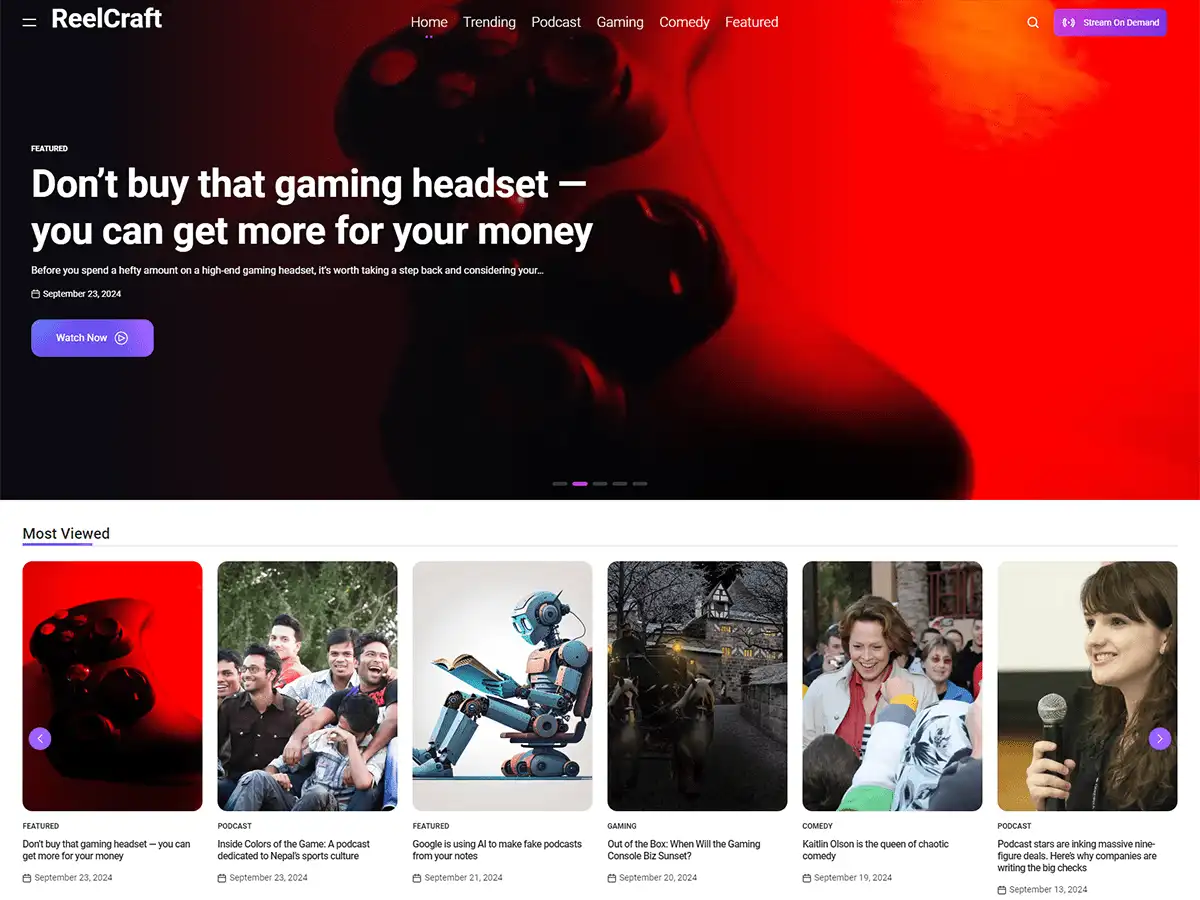 ReelCraft
Home Trending Podcast Gaming Comedy Featured
Stream On Demand
FEATURED
Don’t buy that gaming headset —
you can get more for your money
Before you spend a hefty amount on a high-end gaming headset, it’s worth taking a step back and considering your...
September 23, 2024
Watch Now
Most Viewed
FEATURED
Don’t buy that gaming headset — you can
get more for your money
September 23, 2024
PODCAST
Inside Colors of the Game: A podcast
dedicated to Nepal’s sports culture
September 23, 2024
FEATURED
Google is using AI to make fake podcasts
from your notes
September 21, 2024
GAMING
Out of the Box: When Will the Gaming
Console Biz Sunset?
September 20, 2024
COMEDY
Kaitlin Olson is the queen of chaotic
comedy
September 19, 2024
PODCAST
Podcast stars are inking massive nine-
figure deals. Here’s why companies are
writing the big checks
September 13, 2024